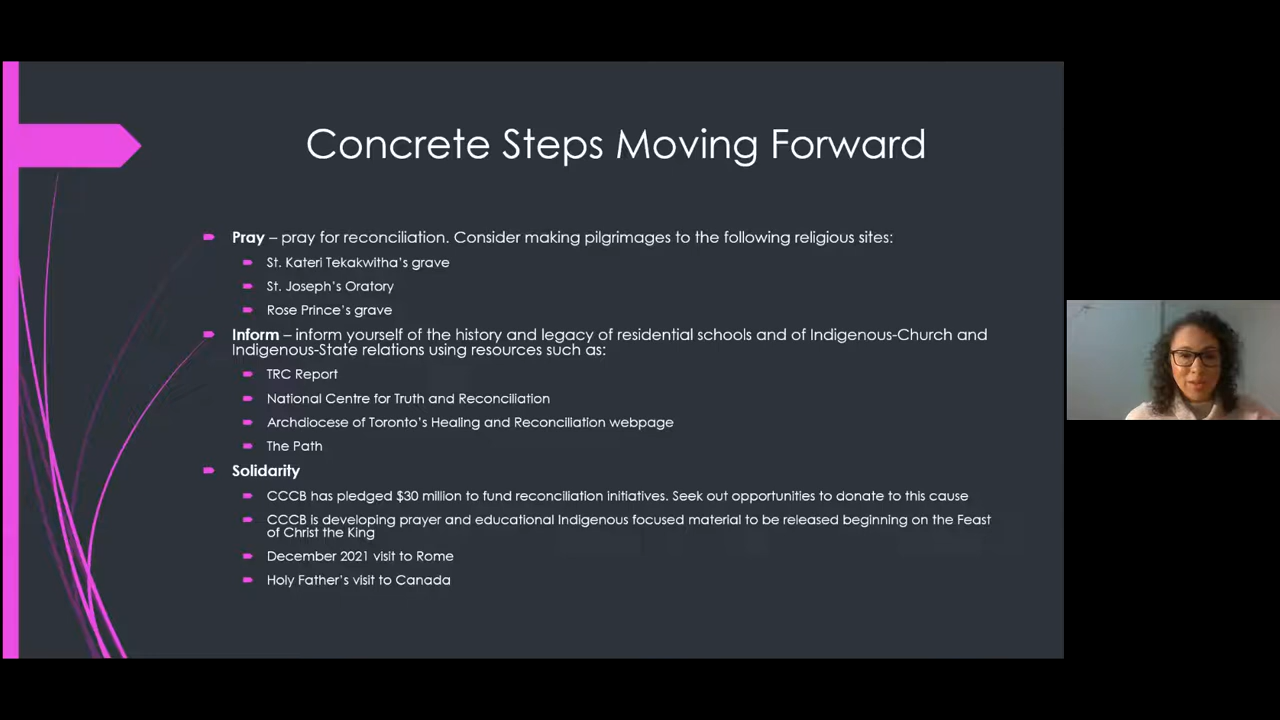 Concrete Steps Moving Forward
Pray – pray for reconciliation. Consider making pilgrimages to the following religious sites:
St. Kateri Tekakwitha's grave
St. Joseph's Oratory
Rose Prince's grave
Inform – inform yourself of the history and legacy of residential schools and of Indigenous-Church and
Indigenous-State relations using resources such as:
TRC Report
National Centre for Truth and Reconciliation
Archdiocese of Toronto's Healing and Reconciliation webpage
The Path
Solidarity
CCCB has pledged $30 million to fund reconciliation initiatives. Seek out opportunities to donate to this cause
CCCB is developing prayer and educational Indigenous focused material to be released beginning on the Feast
of Christ the King
December 2021 visit to Rome
Holy Father's visit to Canada